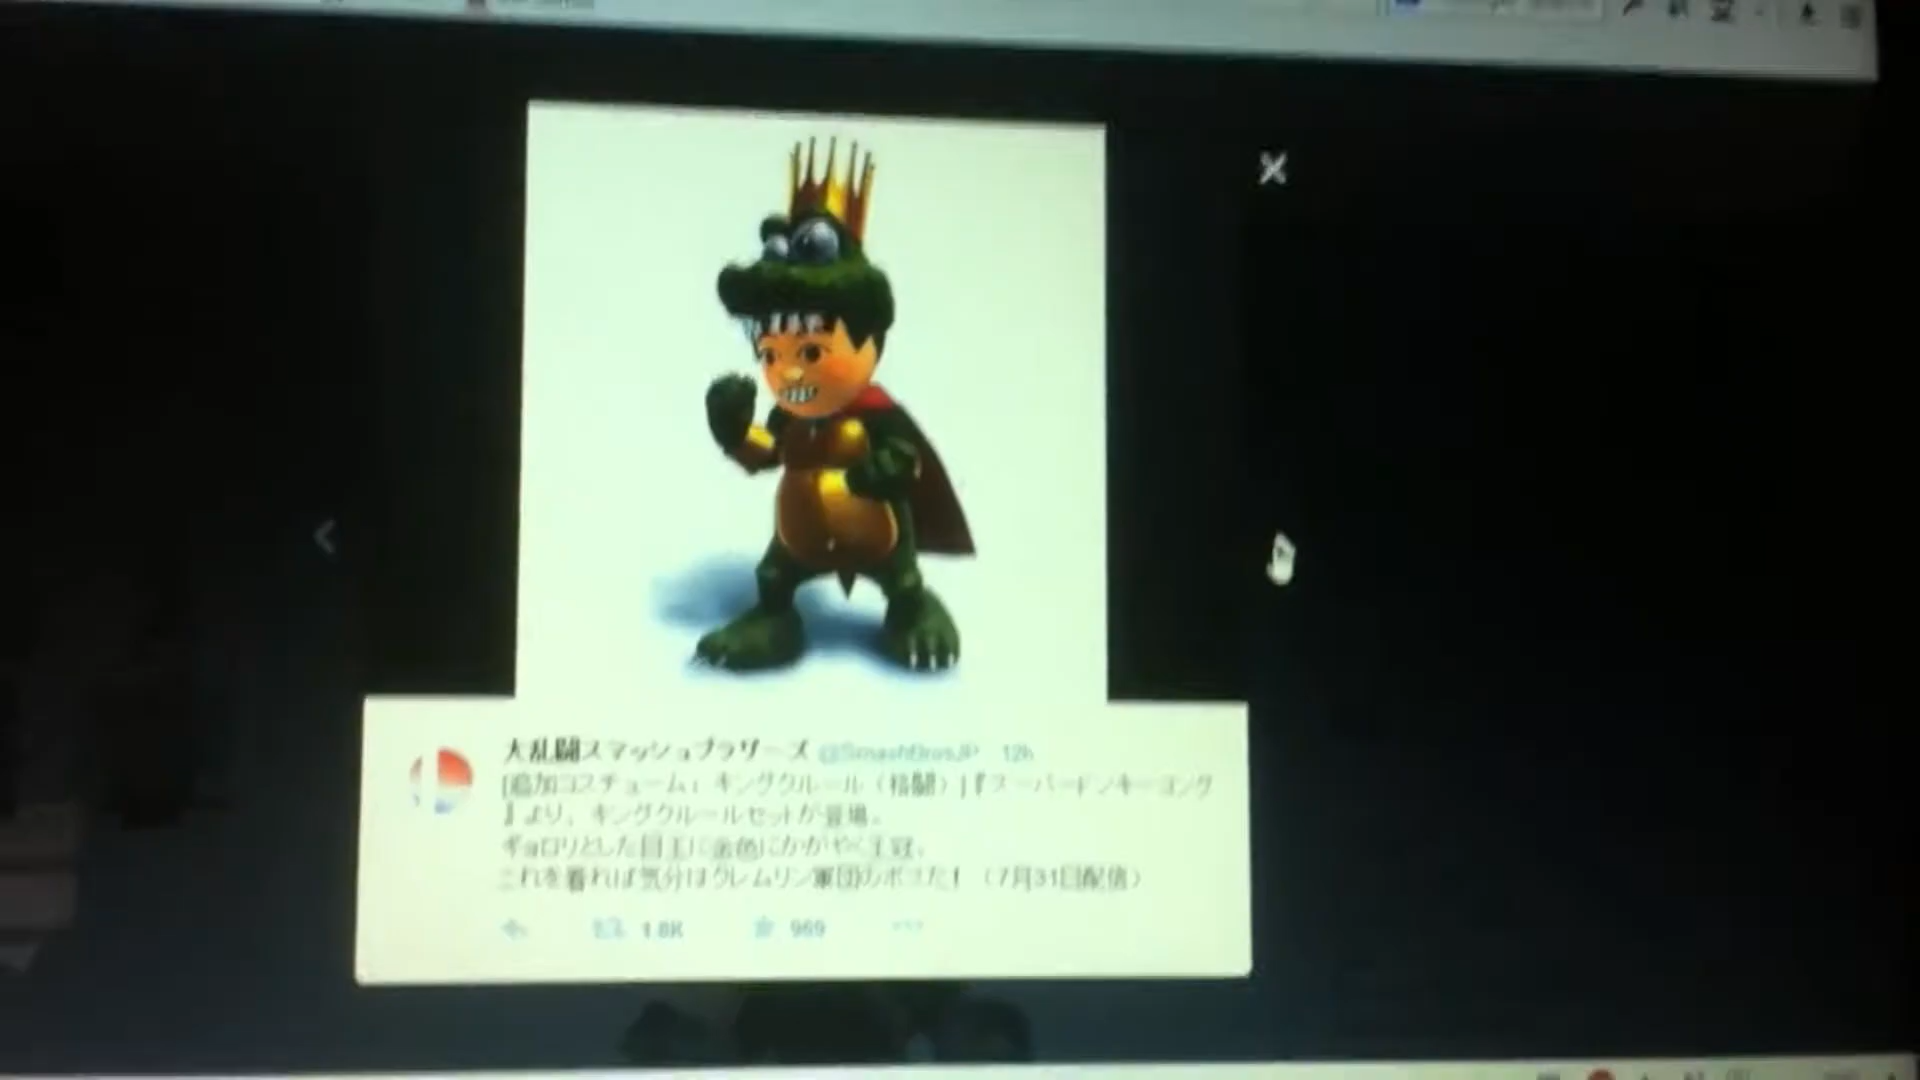 大乱闘スマッシュブラザーズ @SmashBrosJP 12h
[追加コスチューム：キングクルール（格闘）]『スーパードンキーコング
』より、キングクルールセットが登場。
ギョロリとした目玉に金色にかがやく王冠。
これを着れば気分はクレムリン軍団のボスだ！（7月31日配信）
1.8K 969